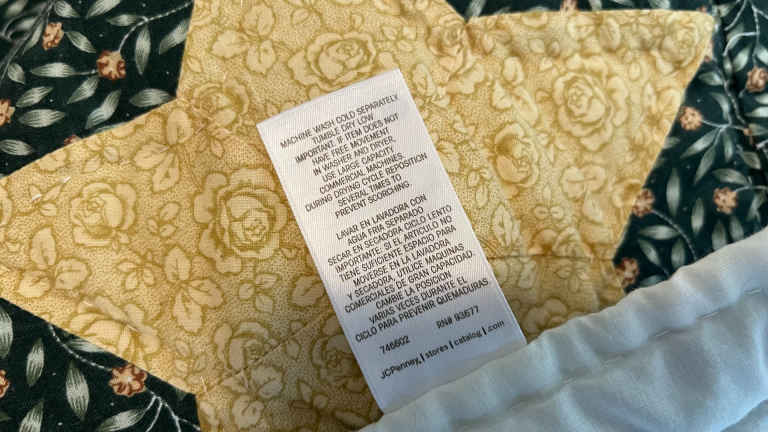 MACHINE WASH COLD SEPARATELY
TUMBLE DRY LOW
IMPORTANT: IF ITEM DOES NOT
HAVE FREE MOVEMENT
IN WASHER AND DRYER,
USE LARGE CAPACITY,
COMMERCIAL MACHINES.
DURING DRYING CYCLE REPOSITION
SEVERAL TIMES TO
PREVENT SCORCHING.
LAVAR EN LAVADORA CON
AGUA FRIA SEPARADO
SECAR EN SECADORA CICLO LENTO
IMPORTANTE: SI EL ARTICULO NO
TIENE SUFICIENTE ESPACIO PARA
MOVERSE EN LA LAVADORA
Y SECADORA, UTILICE MAQUINAS
COMERCIALES DE GRAN CAPACIDAD.
CAMBIE LA POSICION
VARIAS VECES DURANTE EL
CICLO PARA PREVENIR QUEMADURAS.
746602 RN# 93677
JCPenney | stores | catalog | .com